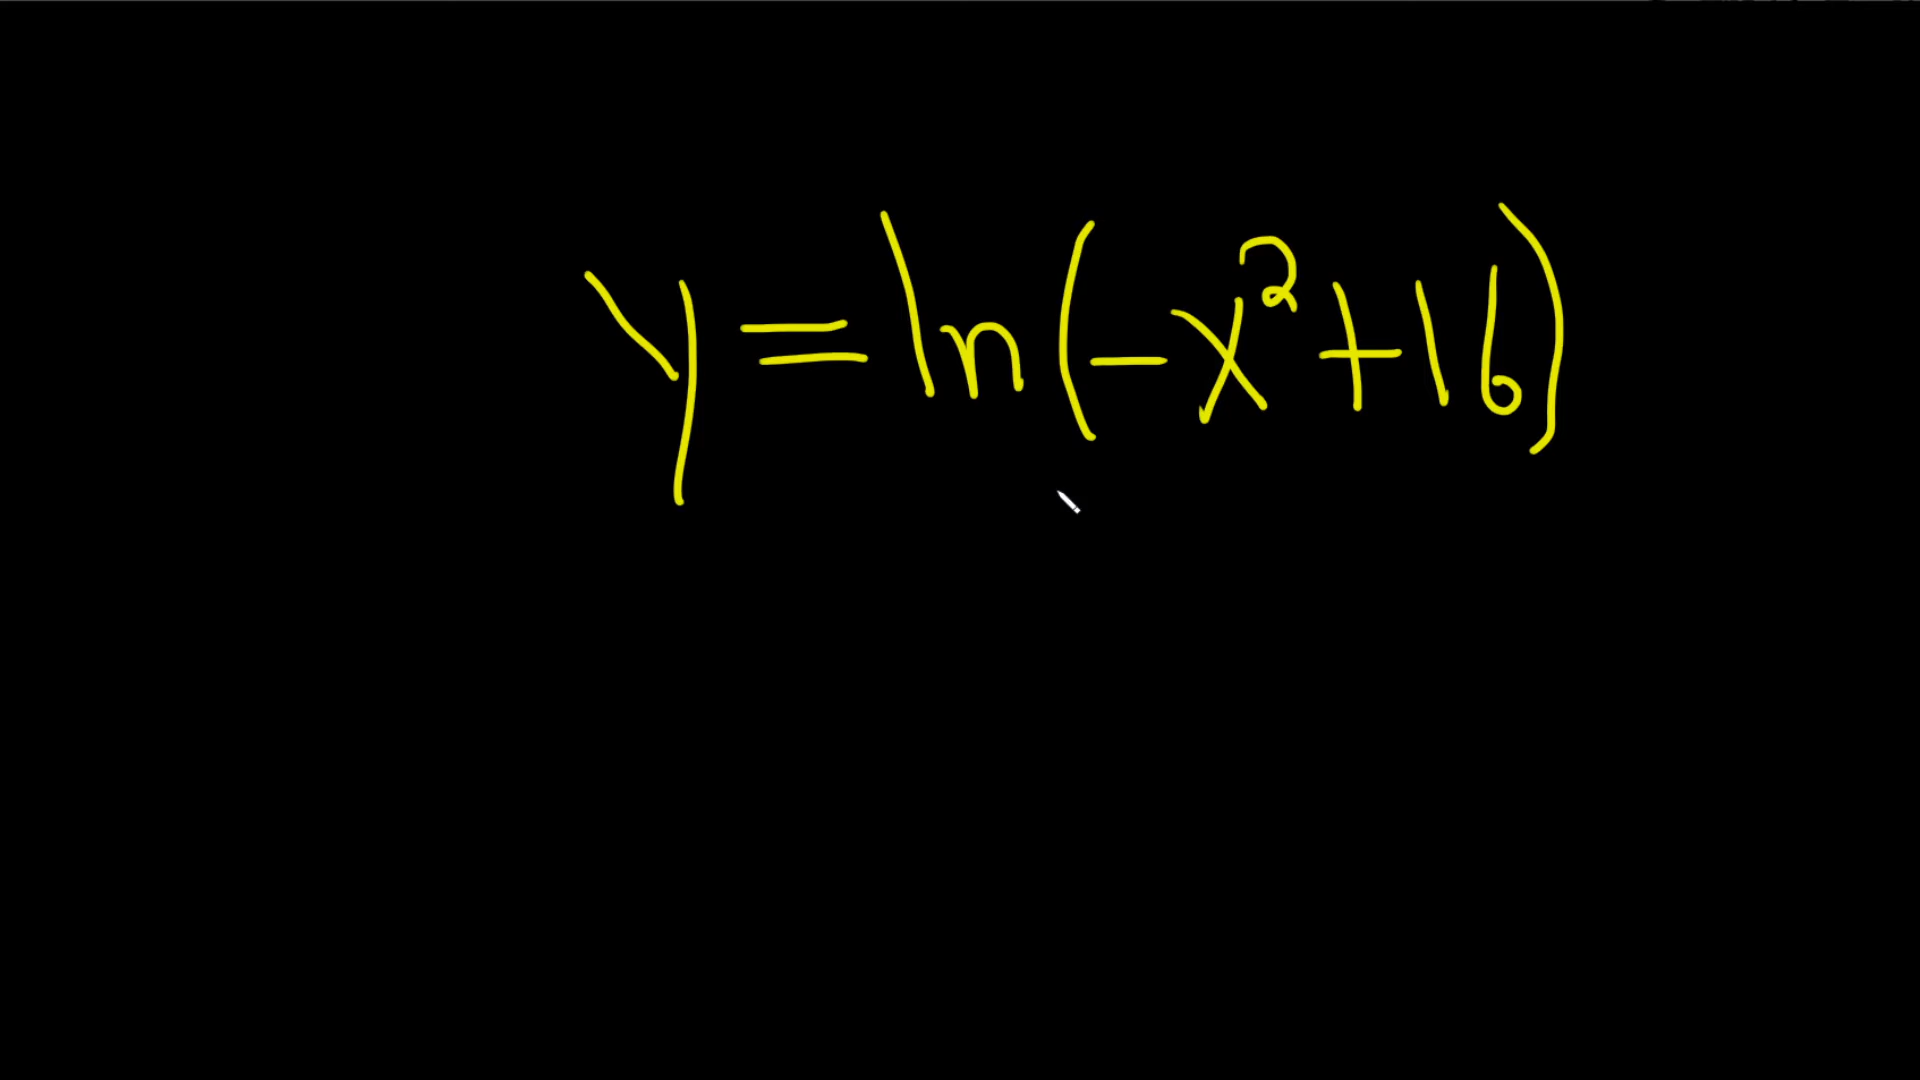 y = ln(-x²+16)